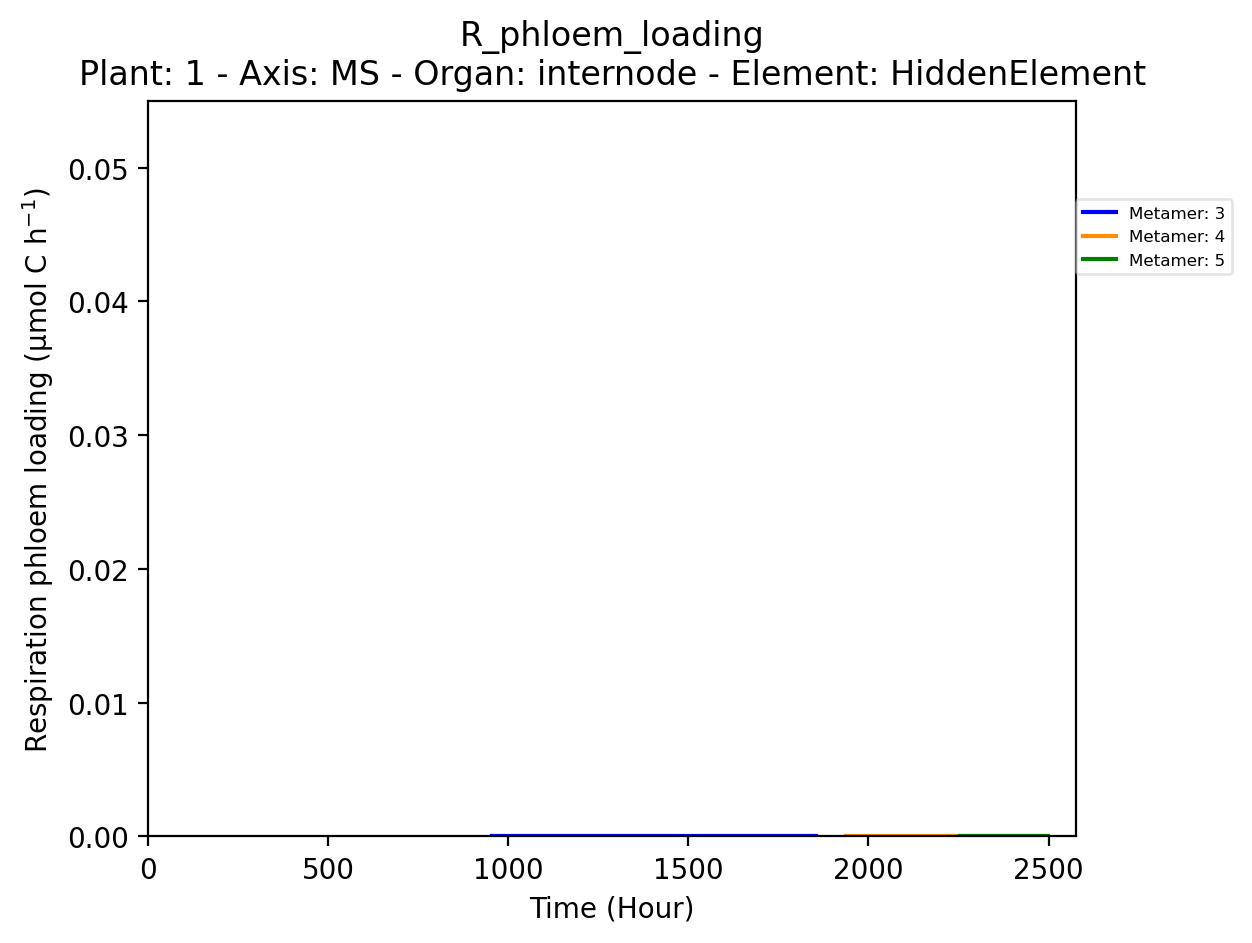 R_phloem_loading
Plant: 1 - Axis: MS - Organ: internode - Element: HiddenElement
0.05
0.04
0.03
0.02
0.01
0.00
Respiration phloem loading (µmol C h⁻¹)
Metamer: 3
Metamer: 4
Metamer: 5
0 500 1000 1500 2000 2500
Time (Hour)